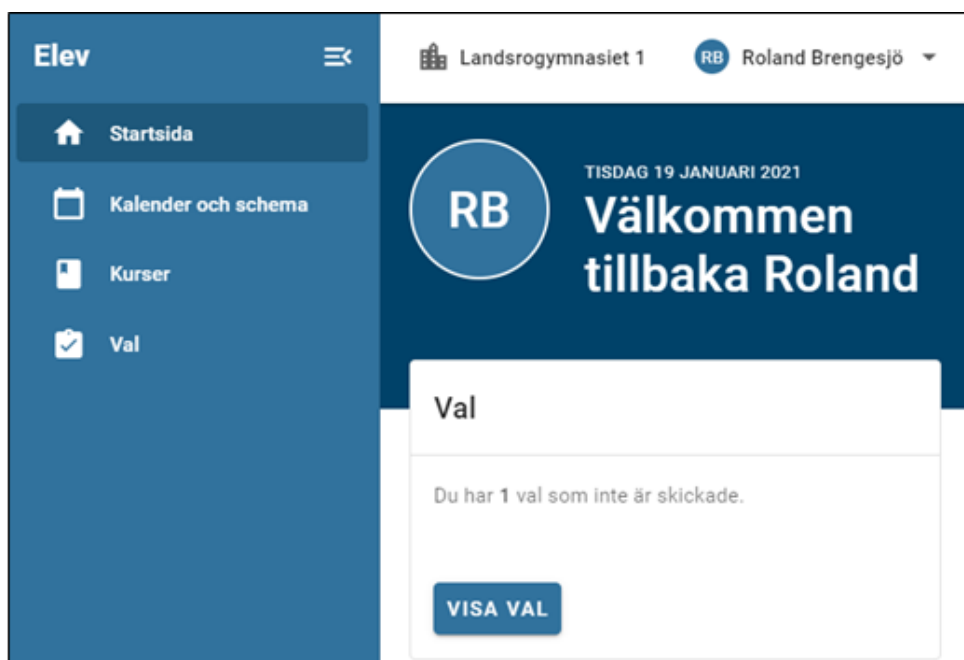 Elev
Startsida
Kalender och schema
Kurser
Val
Landsrogymnasiet 1
RB Roland Brengesjö
RB
TISDAG 19 JANUARI 2021
Välkommen
tillbaka Roland
Val
Du har 1 val som inte är skickade.
VISA VAL